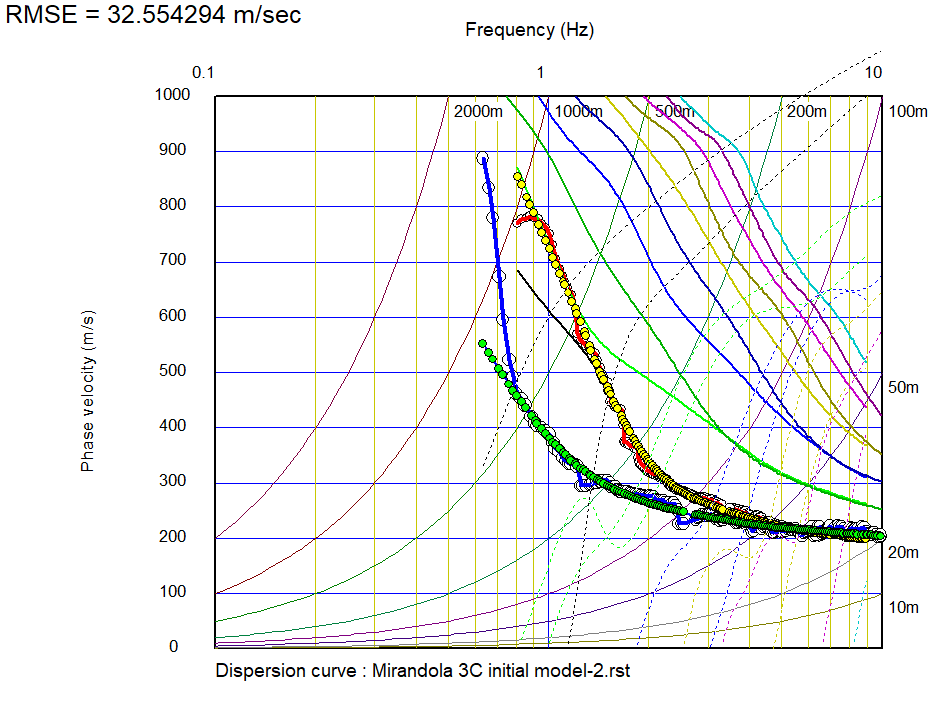 RMSE = 32.554294 m/sec
Frequency (Hz)
0.1 1 10
1000 2000m 1000m 500m 200m 100m
900
800
700
600
Phase velocity (m/s)
500 50m
400
300
200 20m
100 10m
0
Dispersion curve : Mirandola 3C initial model-2.rst